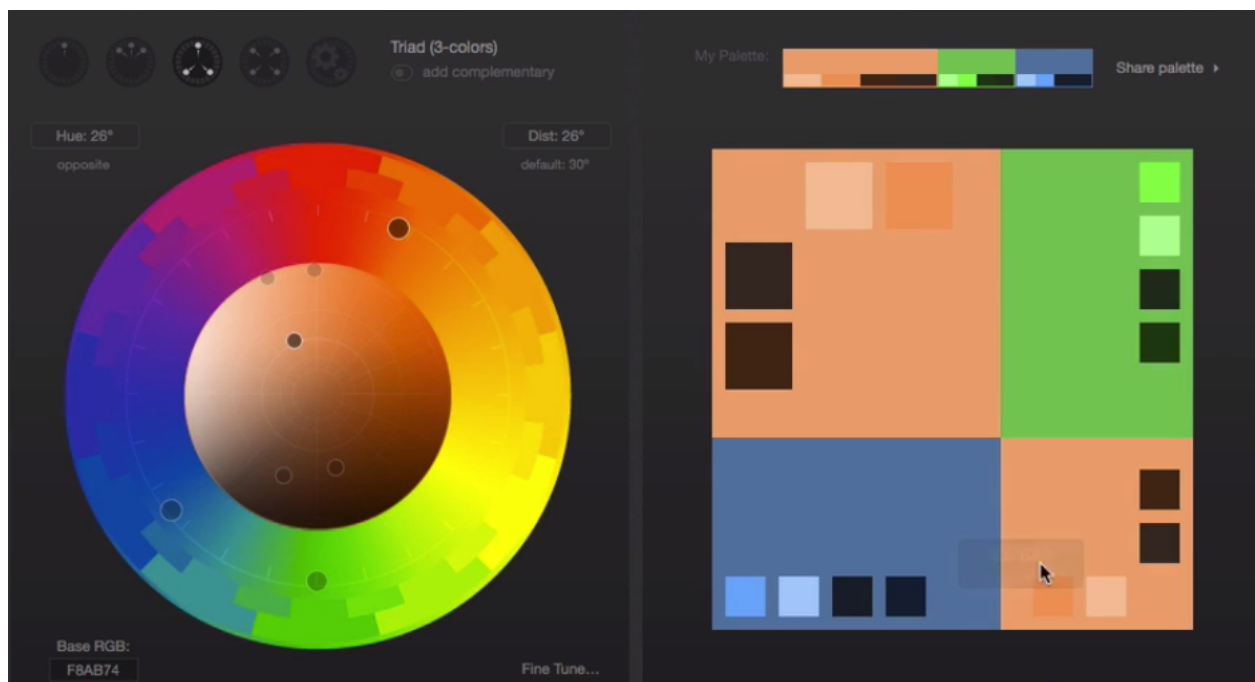 Triad (3-colors)
add complementary
My Palette:
Share palette
Hue: 26°
Dist: 26°
opposite
default: 30°
Base RGB:
F8AB74
Fine Tune...